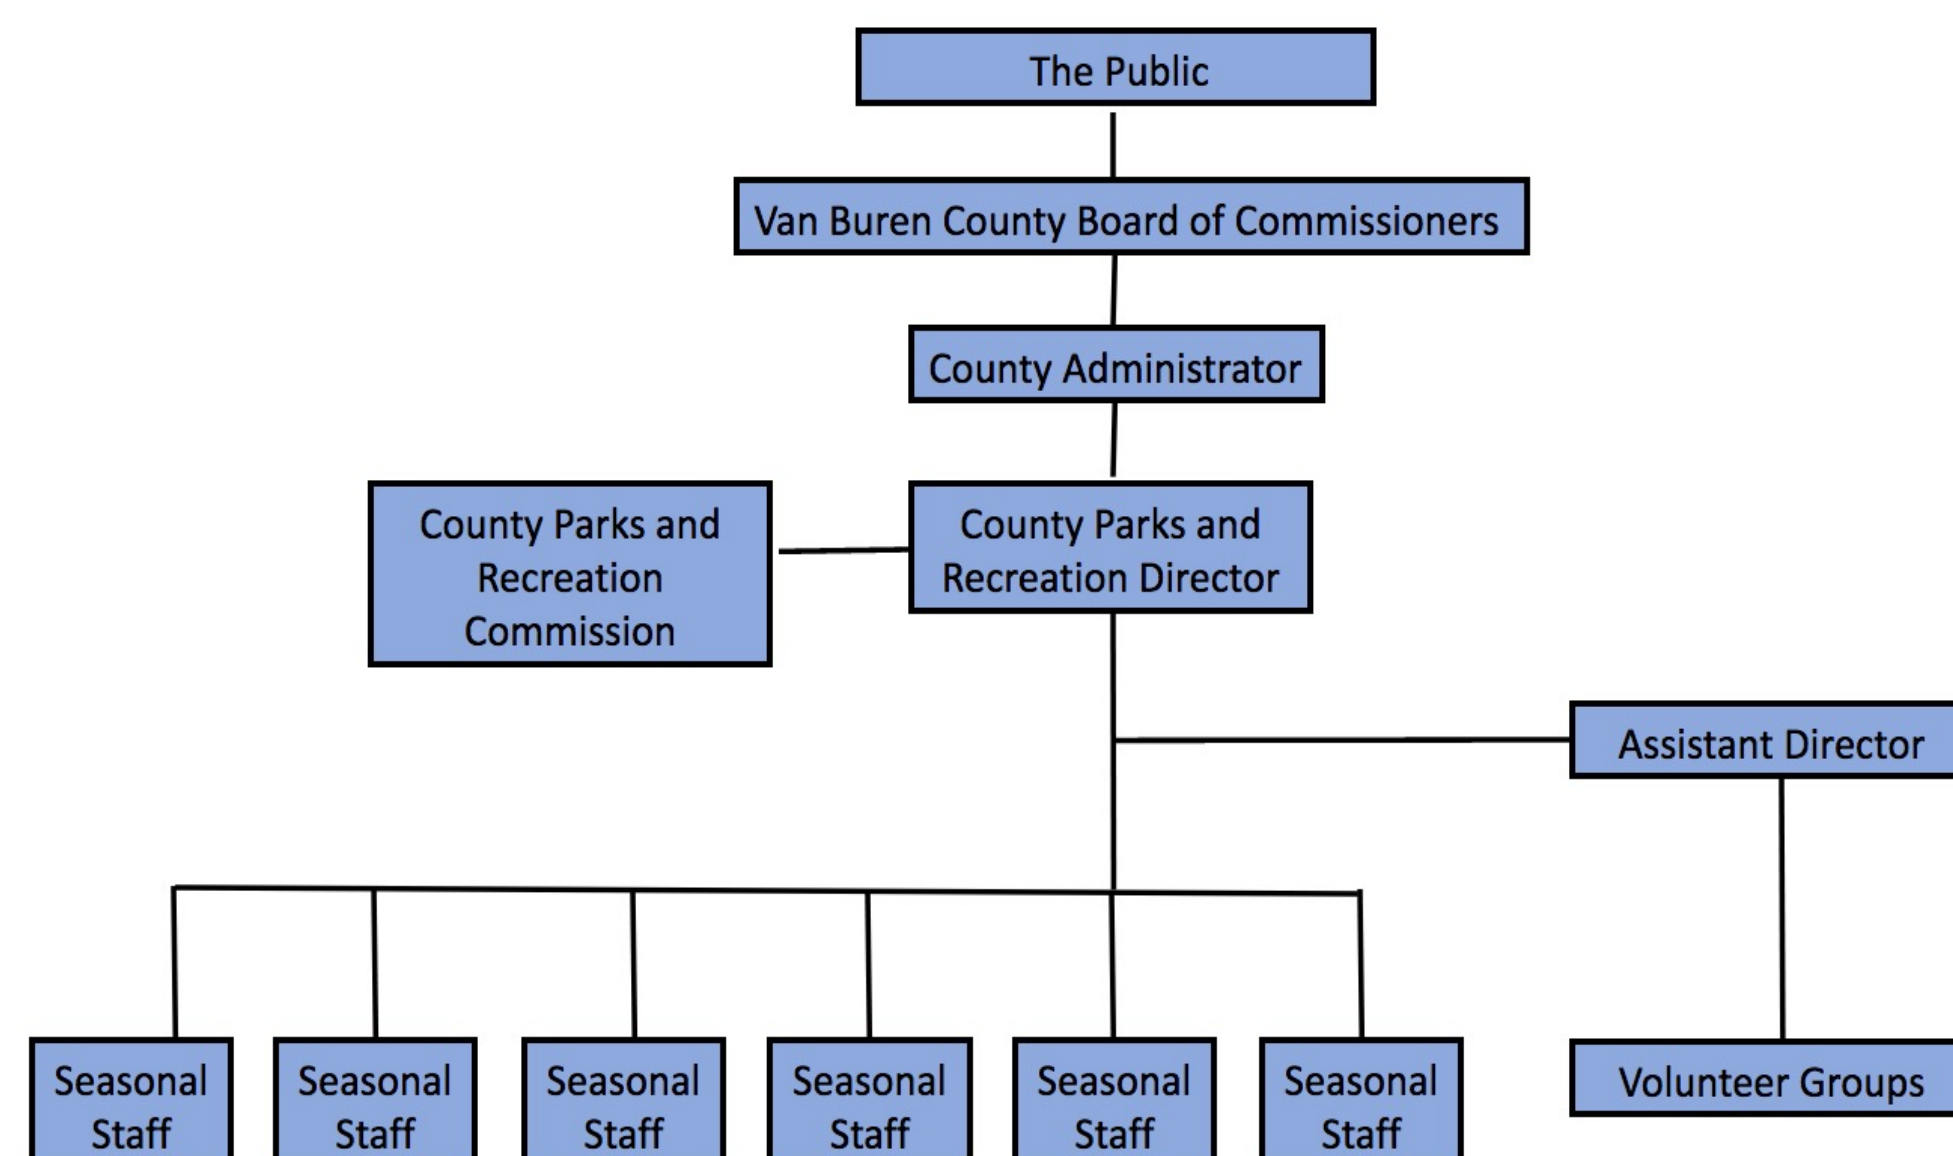 The Public
Van Buren County Board of Commissioners
County Administrator
County Parks and
Recreation
Commission
County Parks and
Recreation Director
Assistant Director
Seasonal
Staff
Seasonal
Staff
Seasonal
Staff
Seasonal
Staff
Seasonal
Staff
Seasonal
Staff
Volunteer Groups